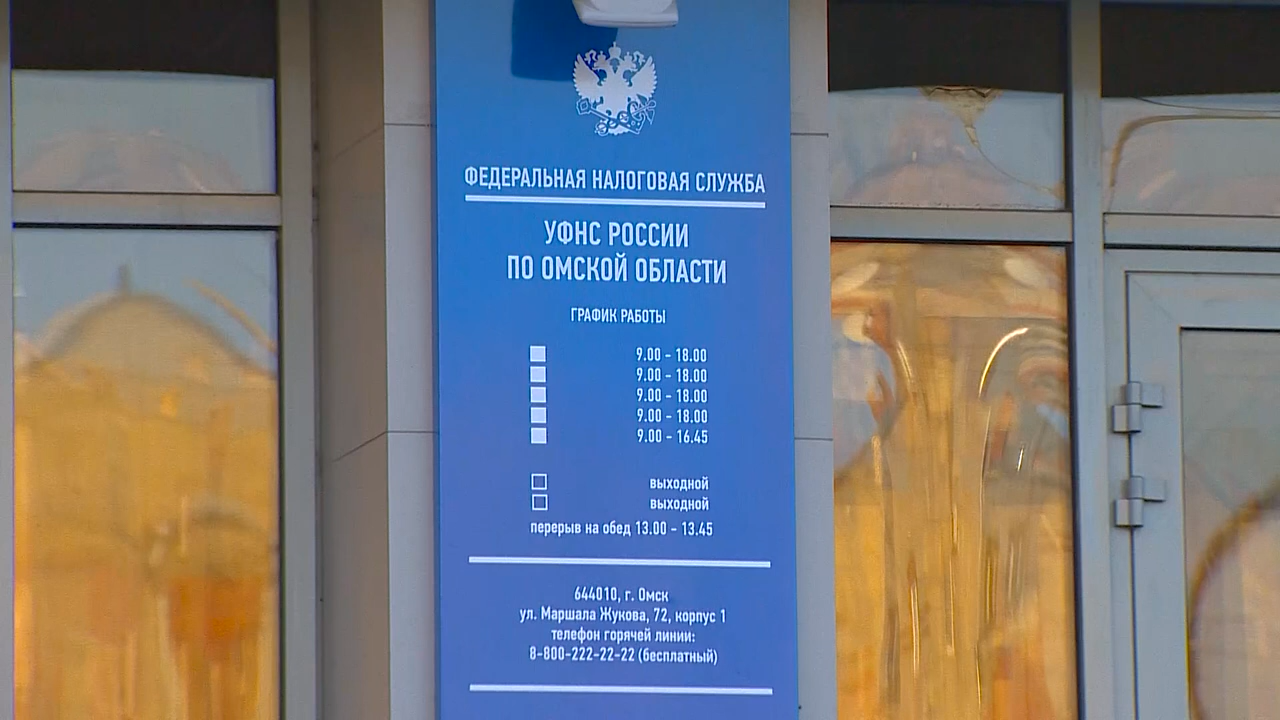 ФЕДЕРАЛЬНАЯ НАЛОГОВАЯ СЛУЖБА
УФНС РОССИИ
ПО ОМСКОЙ ОБЛАСТИ
ГРАФИК РАБОТЫ
9.00 - 18.00
9.00 - 18.00
9.00 - 18.00
9.00 - 18.00
9.00 - 16.45
выходной
выходной
перерыв на обед 13.00 - 13.45
644010, г. Омск
ул. Маршала Жукова, 72, корпус 1
телефон горячей линии:
8-800-222-22-22 (бесплатный)